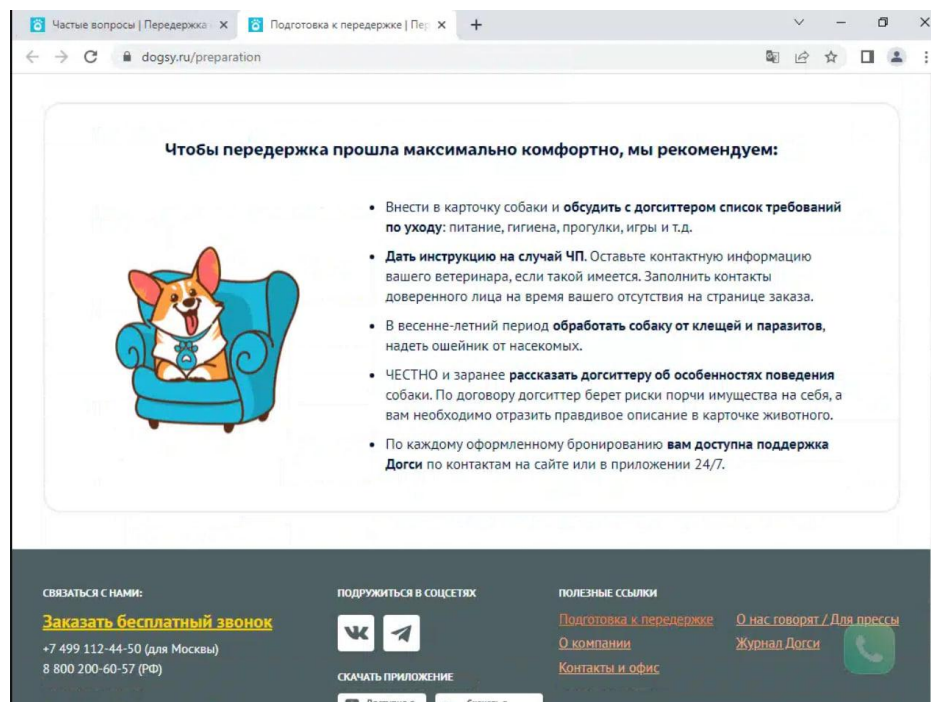 Частые вопросы | Передержка
Подготовка к передержке | Пер
dogsy.ru/preparation
Чтобы передержка прошла максимально комфортно, мы рекомендуем:
• Внести в карточку собаки и обсудить с догситтером список требований
по уходу: питание, гигиена, прогулки, игры и т.д.
• Дать инструкцию на случай ЧП. Оставьте контактную информацию
вашего ветеринара, если такой имеется. Заполнить контакты
доверенного лица на время вашего отсутствия на странице заказа.
• В весенне-летний период обработать собаку от клещей и паразитов,
надеть ошейник от насекомых.
• ЧЕСТНО и заранее рассказать догситтеру об особенностях поведения
собаки. По договору догситтер берет риски порчи имущества на себя, а
вам необходимо отразить правдивое описание в карточке животного.
• По каждому оформленному бронированию вам доступна поддержка
Догси по контактам на сайте или в приложении 24/7.
СВЯЗАТЬСЯ С НАМИ:
Заказать бесплатный звонок
+7 499 112-44-50 (для Москвы)
8 800 200-60-57 (РФ)
ПОДРУЖИТЬСЯ В СОЦСЕТЯХ
СКАЧАТЬ ПРИЛОЖЕНИЕ
ПОЛЕЗНЫЕ ССЫЛКИ
Подготовка к передержке
О компании
Контакты и офис
О нас говорят / Для прессы
Журнал Догси